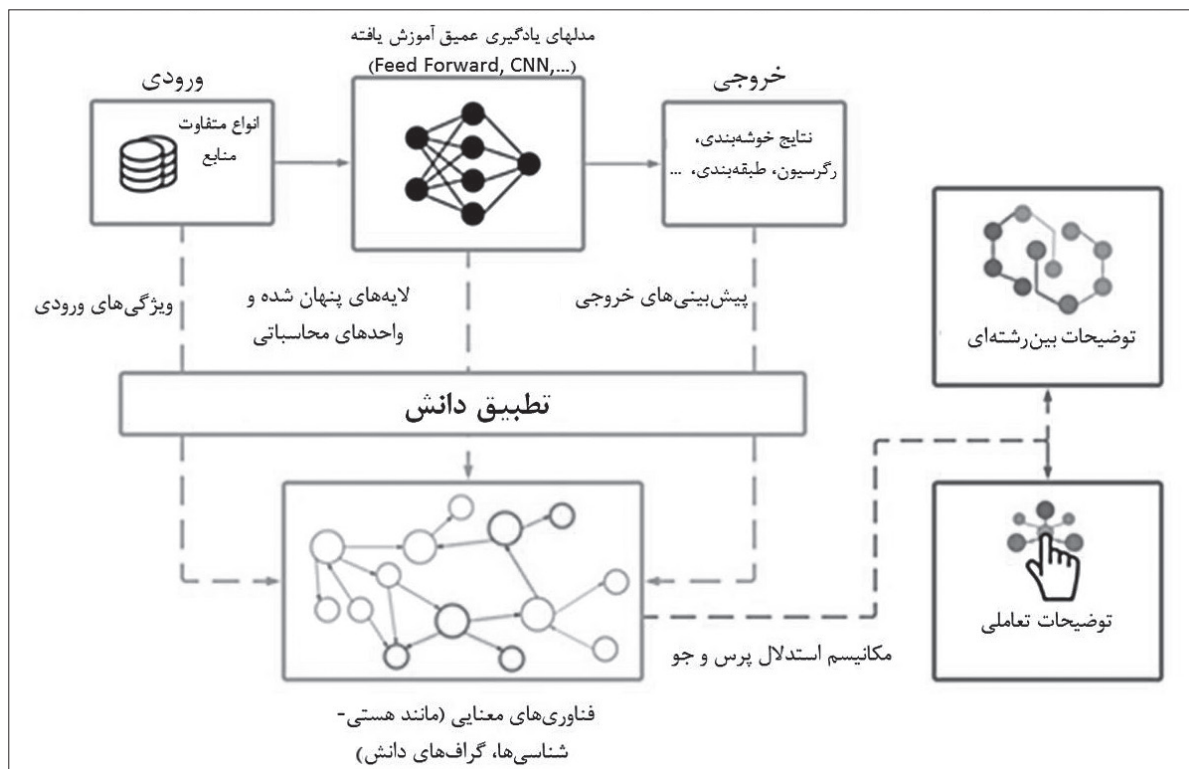 مدلهای یادگیری عمیق آموزش یافته
(Feed Forward, CNN,...)
ورودی
خروجی
انواع متفاوت
منابع
نتایج خوشه‌بندی،
رگرسیون، طبقه‌بندی، ...
ویژگی‌های ورودی
لایه‌های پنهان شده و
واحدهای محاسباتی
پیش‌بینی‌های خروجی
توضیحات بین‌رشته‌ای
تطبیق دانش
توضیحات تعاملی
مکانیسم استدلال پرس و جو
فناوری‌های معنایی (مانند هستی-
شناسی‌ها، گراف‌های دانش)